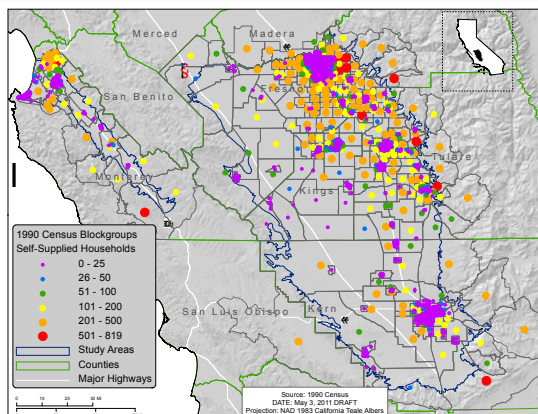 Merced
Madera
San Benito
Fresno
Tulare
Monterey
Kings
San Luis Obispo
Kern
1990 Census Blockgroups
Self-Supplied Households
0 - 25
26 - 50
51 - 100
101 - 200
201 - 500
501 - 819
Study Areas
Counties
Major Highways
0 10 20 30 Mi
Source: 1990 Census
DATE: May 3, 2011 DRAFT
Projection: NAD 1983 California Teale Albers